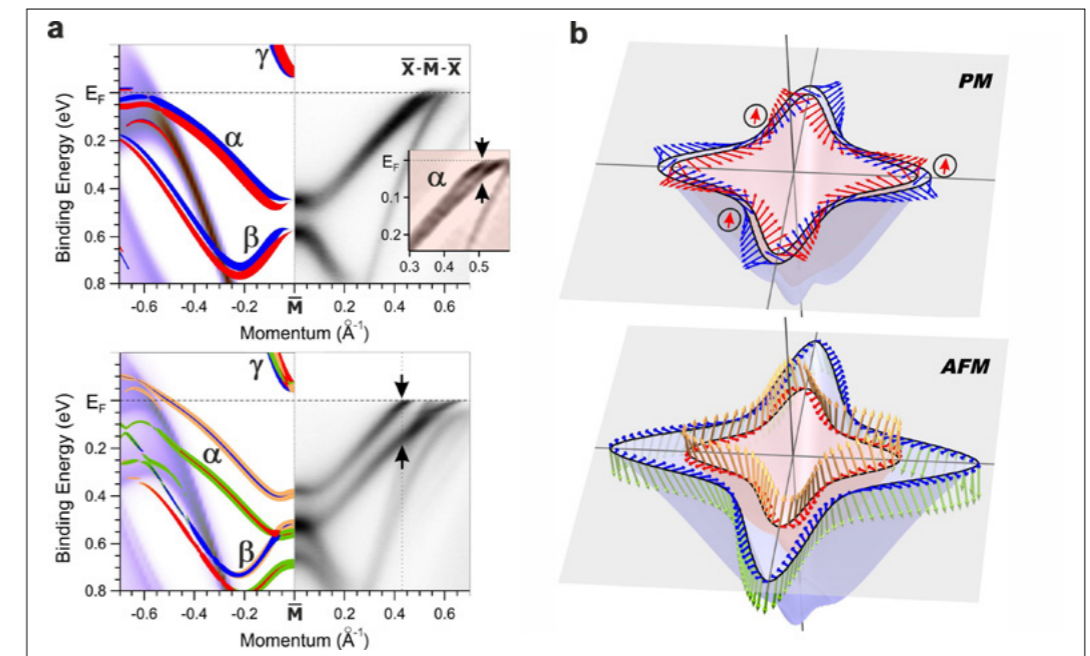 a
b
γ
X̅-M̅-X̅
PM
E_F
Binding Energy (eV)
0.2
0.4
0.6
0.8
α
β
E_F
α
0.1
0.2
0.3 0.4 0.5
-0.6 -0.4 -0.2 M̅ 0.2 0.4 0.6
Momentum (Å⁻¹)
AFM
γ
E_F
Binding Energy (eV)
0.2
0.4
0.6
0.8
α
β
-0.6 -0.4 -0.2 M̅ 0.2 0.4 0.6
Momentum (Å⁻¹)